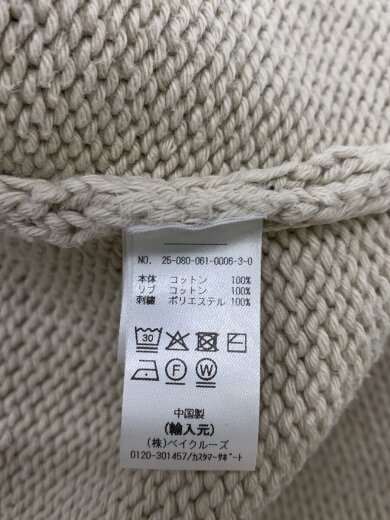 NO. 25-080-061-0006-3-0
本体 コットン 100%
リブ コットン 100%
刺繍 ポリエステル 100%
30
F W
中国製
(輸入元)
(株)ベイクルーズ
0120-301457/カスタマーサポート